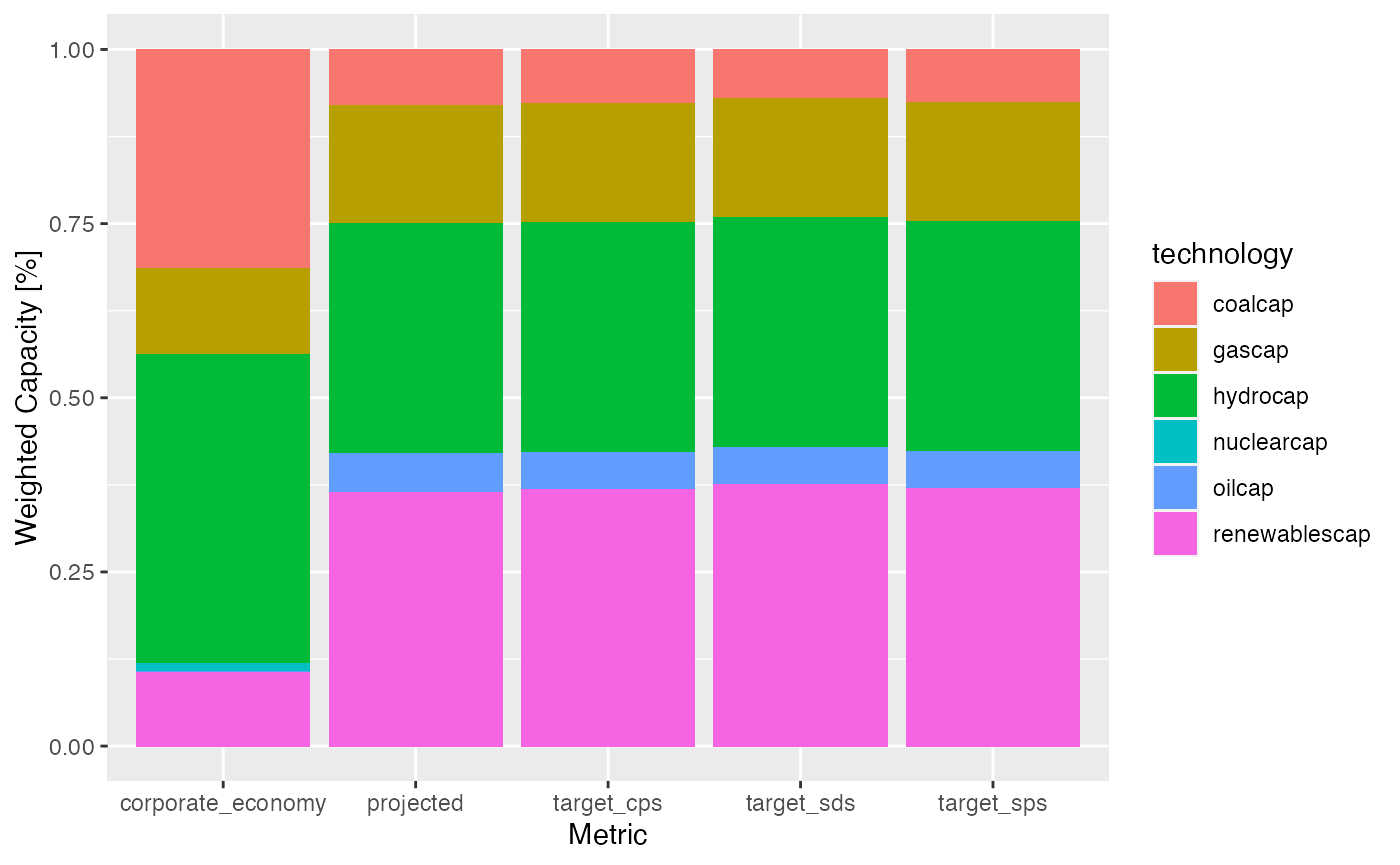 1.00
0.75
0.50
0.25
0.00
Weighted Capacity [%]
corporate_economy
projected
target_cps
target_sds
target_sps
Metric
technology
coalcap
gascap
hydrocap
nuclearcap
oilcap
renewablescap